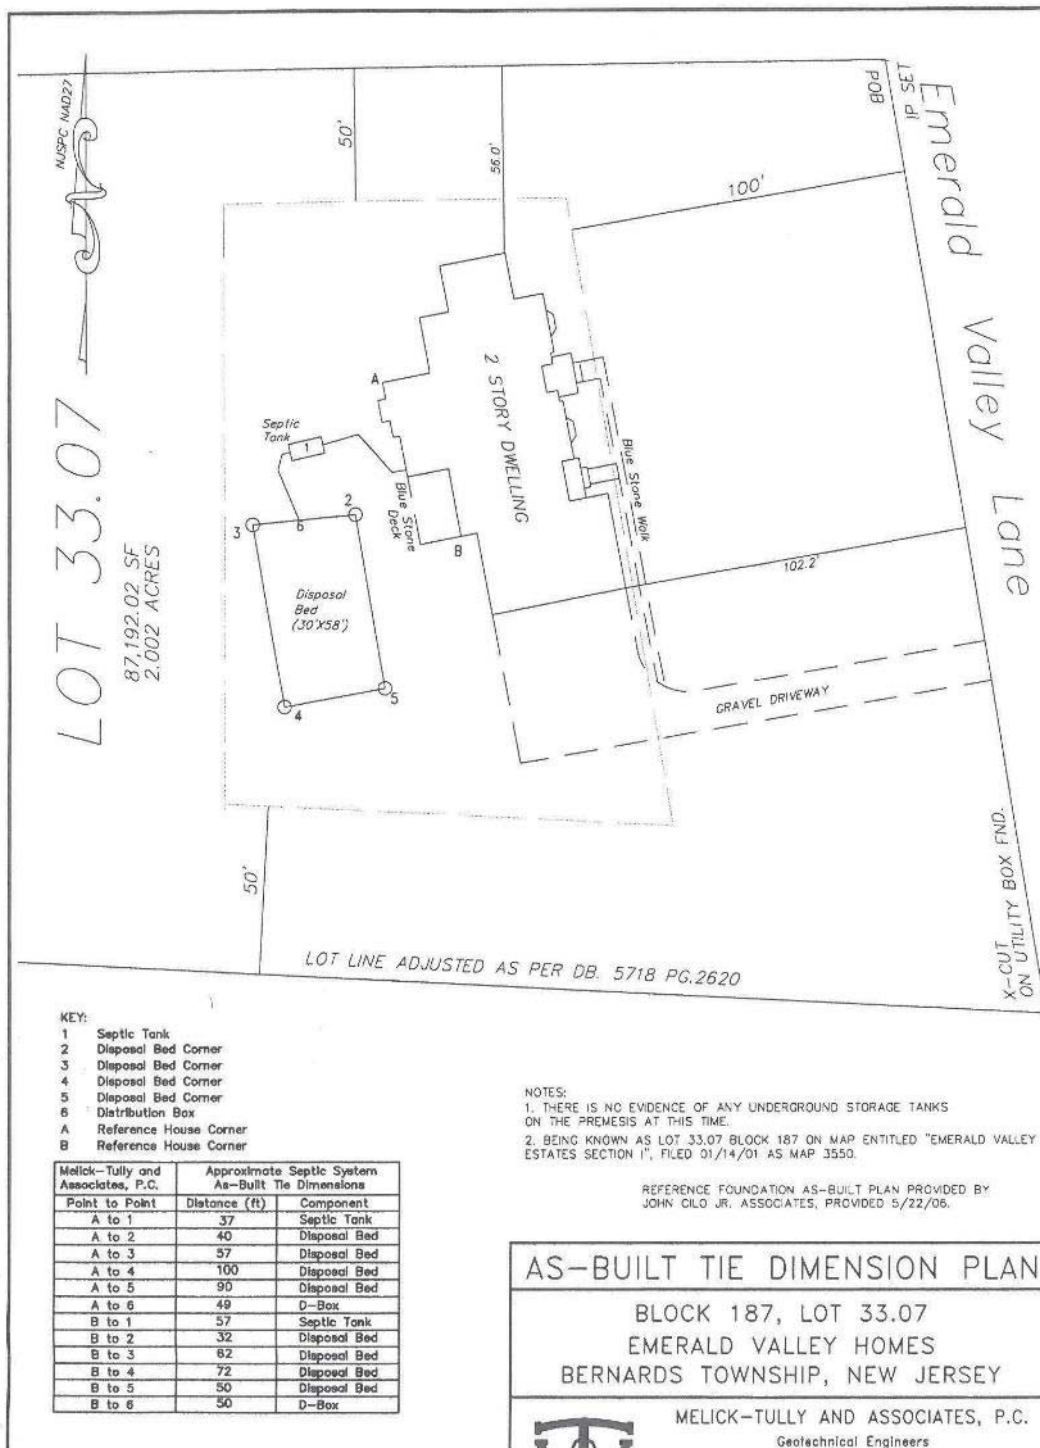 NJSPC NAD27
50'
56.0'
POB
IP SET
Emerald Valley Lane
100'
LOT 33.07
87,192.02 SF
2.002 ACRES
A
2 STORY DWELLING
Septic
Tank
1
Blue Stone
Deck
Blue Stone Walk
2
3
6
B
Disposal
Bed
(30'X58')
102.2'
5
4
GRAVEL DRIVEWAY
50'
X-CUT
ON UTILITY BOX FND.
LOT LINE ADJUSTED AS PER DB. 5718 PG.2620
KEY:
1 Septic Tank
2 Disposal Bed Corner
3 Disposal Bed Corner
4 Disposal Bed Corner
5 Disposal Bed Corner
6 Distribution Box
A Reference House Corner
B Reference House Corner
Melick-Tully and
Associates, P.C.
Approximate Septic System
As-Built Tie Dimensions
Point to Point Distance (ft) Component
A to 1 37 Septic Tank
A to 2 40 Disposal Bed
A to 3 57 Disposal Bed
A to 4 100 Disposal Bed
A to 5 90 Disposal Bed
A to 6 49 D-Box
B to 1 57 Septic Tank
B to 2 32 Disposal Bed
B to 3 62 Disposal Bed
B to 4 72 Disposal Bed
B to 5 50 Disposal Bed
B to 6 50 D-Box
NOTES:
1. THERE IS NO EVIDENCE OF ANY UNDERGROUND STORAGE TANKS
ON THE PREMESIS AT THIS TIME.
2. BEING KNOWN AS LOT 33.07 BLOCK 187 ON MAP ENTITLED "EMERALD VALLEY
ESTATES SECTION I", FILED 01/14/01 AS MAP 3550.
REFERENCE FOUNDATION AS-BUILT PLAN PROVIDED BY
JOHN CILO JR. ASSOCIATES, PROVIDED 5/22/06.
AS-BUILT TIE DIMENSION PLAN
BLOCK 187, LOT 33.07
EMERALD VALLEY HOMES
BERNARDS TOWNSHIP, NEW JERSEY
MELICK-TULLY AND ASSOCIATES, P.C.
Geotechnical Engineers